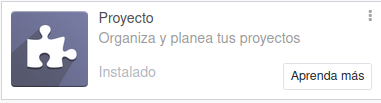 Proyecto
Organiza y planea tus proyectos
Instalado
Aprenda más